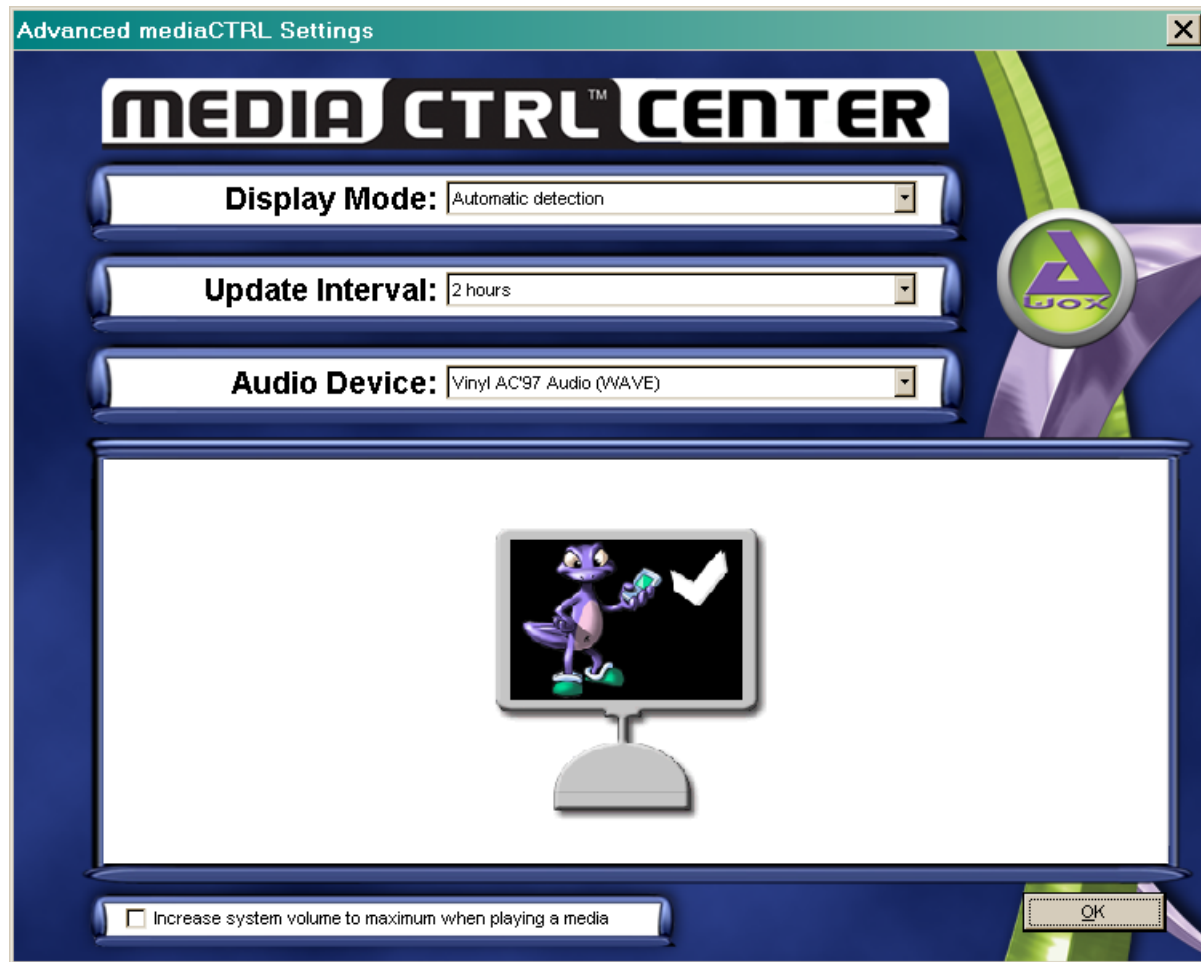 Advanced mediaCTRL Settings
MEDIA CTRL™ CENTER
Display Mode: Automatic detection
Update Interval: 2 hours
Audio Device: Vinyl AC'97 Audio (WAVE)
AWOX
Increase system volume to maximum when playing a media
OK